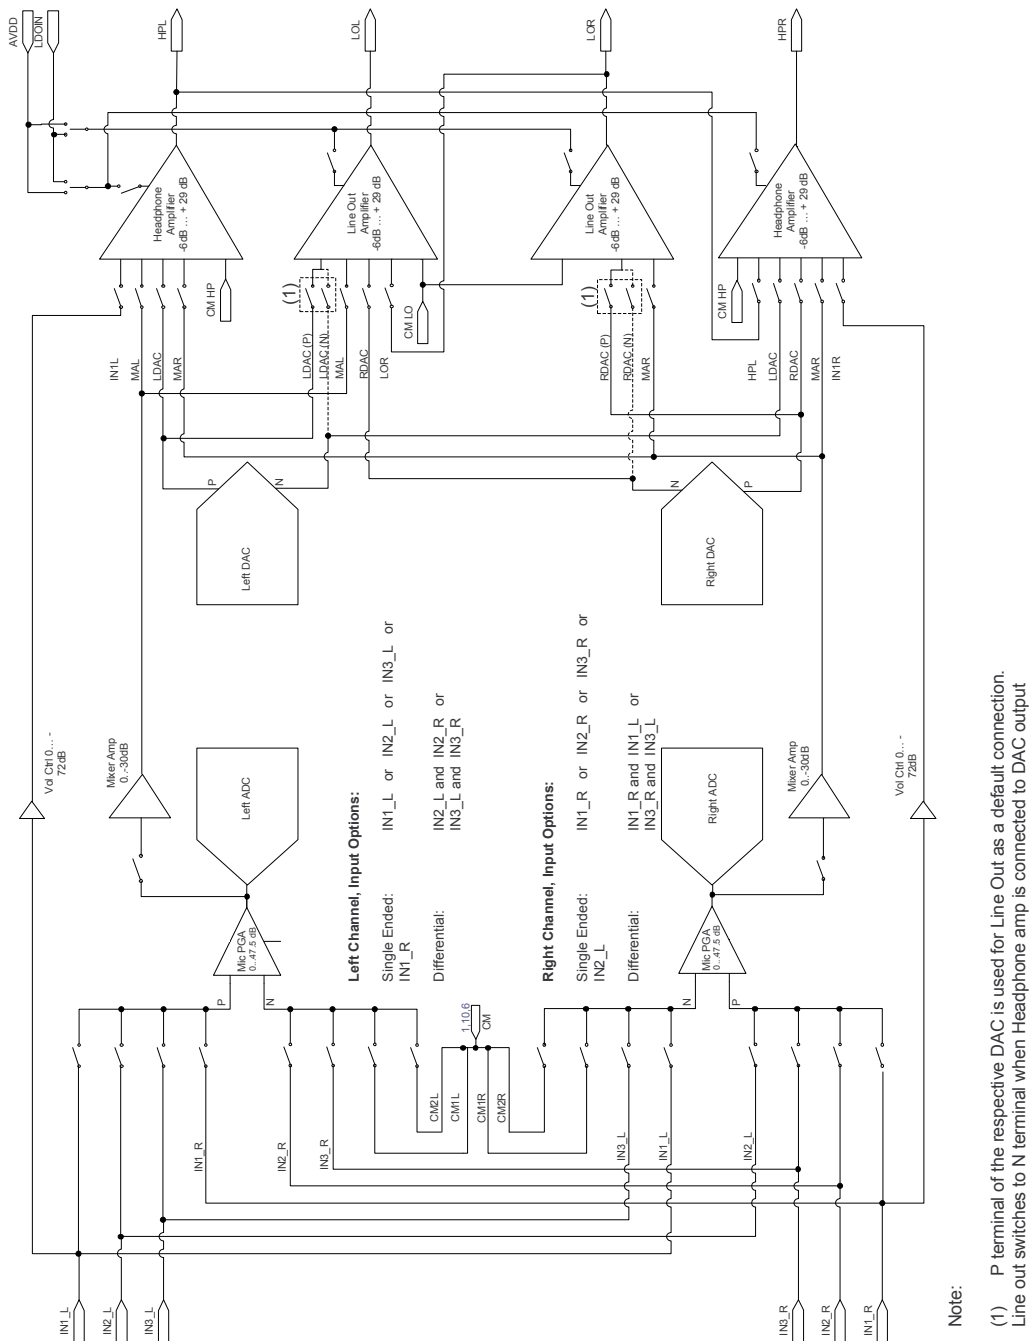 AVDD
LDOIN
HPL
LOL
LOR
HPR
Headphone
Amplifier
-6dB ... + 29 dB
Line Out
Amplifier
-6dB ... + 29 dB
Line Out
Amplifier
-6dB ... + 29 dB
Headphone
Amplifier
-6dB ... + 29 dB
CM HP
(1)
CM LO
(1)
CM HP
IN1L
MAL
LDAC
MAR
LDAC (P)
LDAC (N)
MAL
RDAC
LOR
RDAC (P)
RDAC (N)
MAR
HPL
LDAC
RDAC
MAR
IN1R
P
N
Left DAC
N
P
Right DAC
Vol Ctrl 0... -
72dB
Mixer Amp
0..-30dB
Left ADC
Right ADC
Mixer Amp
0..-30dB
Vol Ctrl 0... -
72dB
Left Channel, Input Options:
Single Ended: IN1_L or IN2_L or IN3_L or
IN1_R
Differential: IN2_L and IN2_R or
IN3_L and IN3_R
Right Channel, Input Options:
Single Ended: IN1_R or IN2_R or IN3_R or
IN2_L
Differential: IN1_R and IN1_L or
IN3_R and IN3_L
Mic PGA
0...47.5 dB
P
N
Mic PGA
0...47.5 dB
N
P
1,10,6
CM
CM2L
CM1L
CM1R
CM2R
IN1_R
IN2_R
IN3_R
IN3_L
IN1_L
IN2_L
IN1_L
IN2_L
IN3_L
IN3_R
IN2_R
IN1_R
Note:
(1) P terminal of the respective DAC is used for Line Out as a default connection.
Line out switches to N terminal when Headphone amp is connected to DAC output